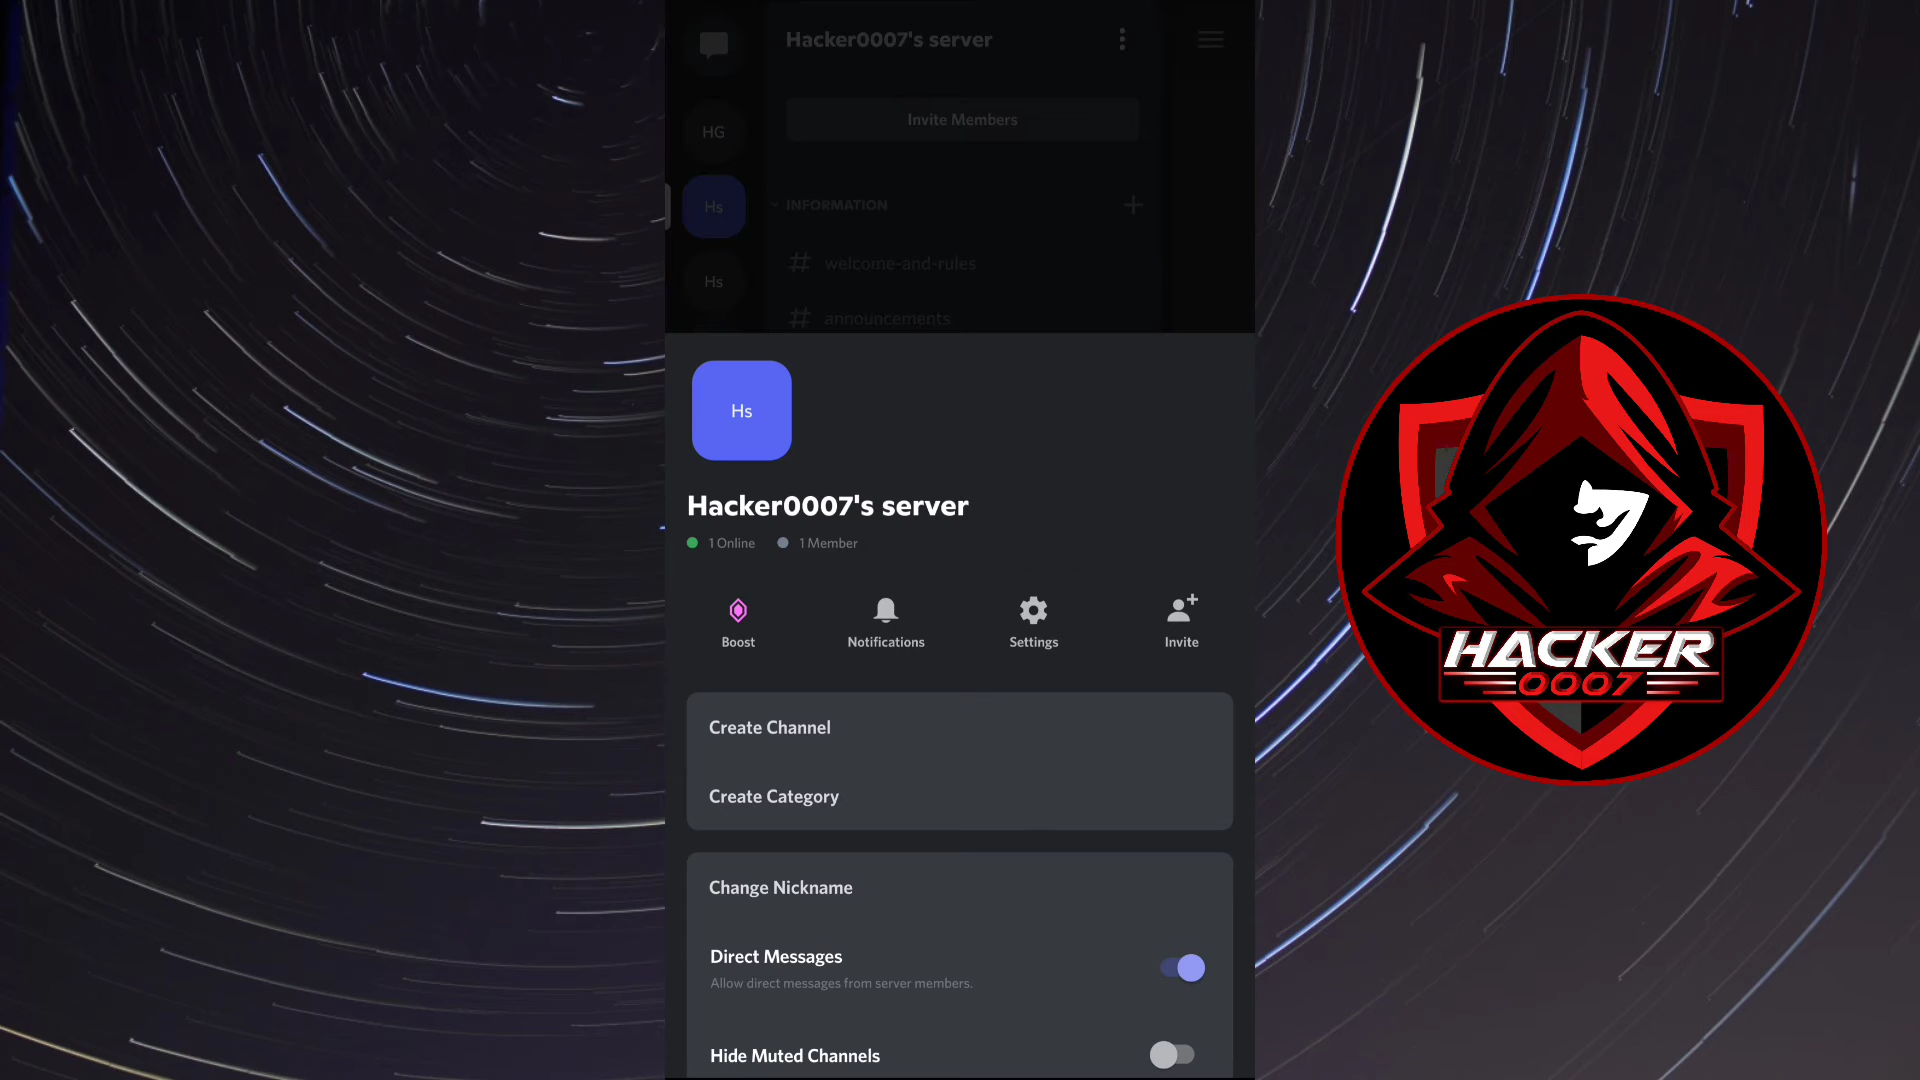 Hacker0007's server
Invite Members
HG
Hs
INFORMATION
welcome-and-rules
Hs
announcements
Hs
Hacker0007's server
1 Online 1 Member
Boost Notifications Settings Invite
Create Channel
Create Category
Change Nickname
Direct Messages
Allow direct messages from server members.
Hide Muted Channels
HACKER
0007